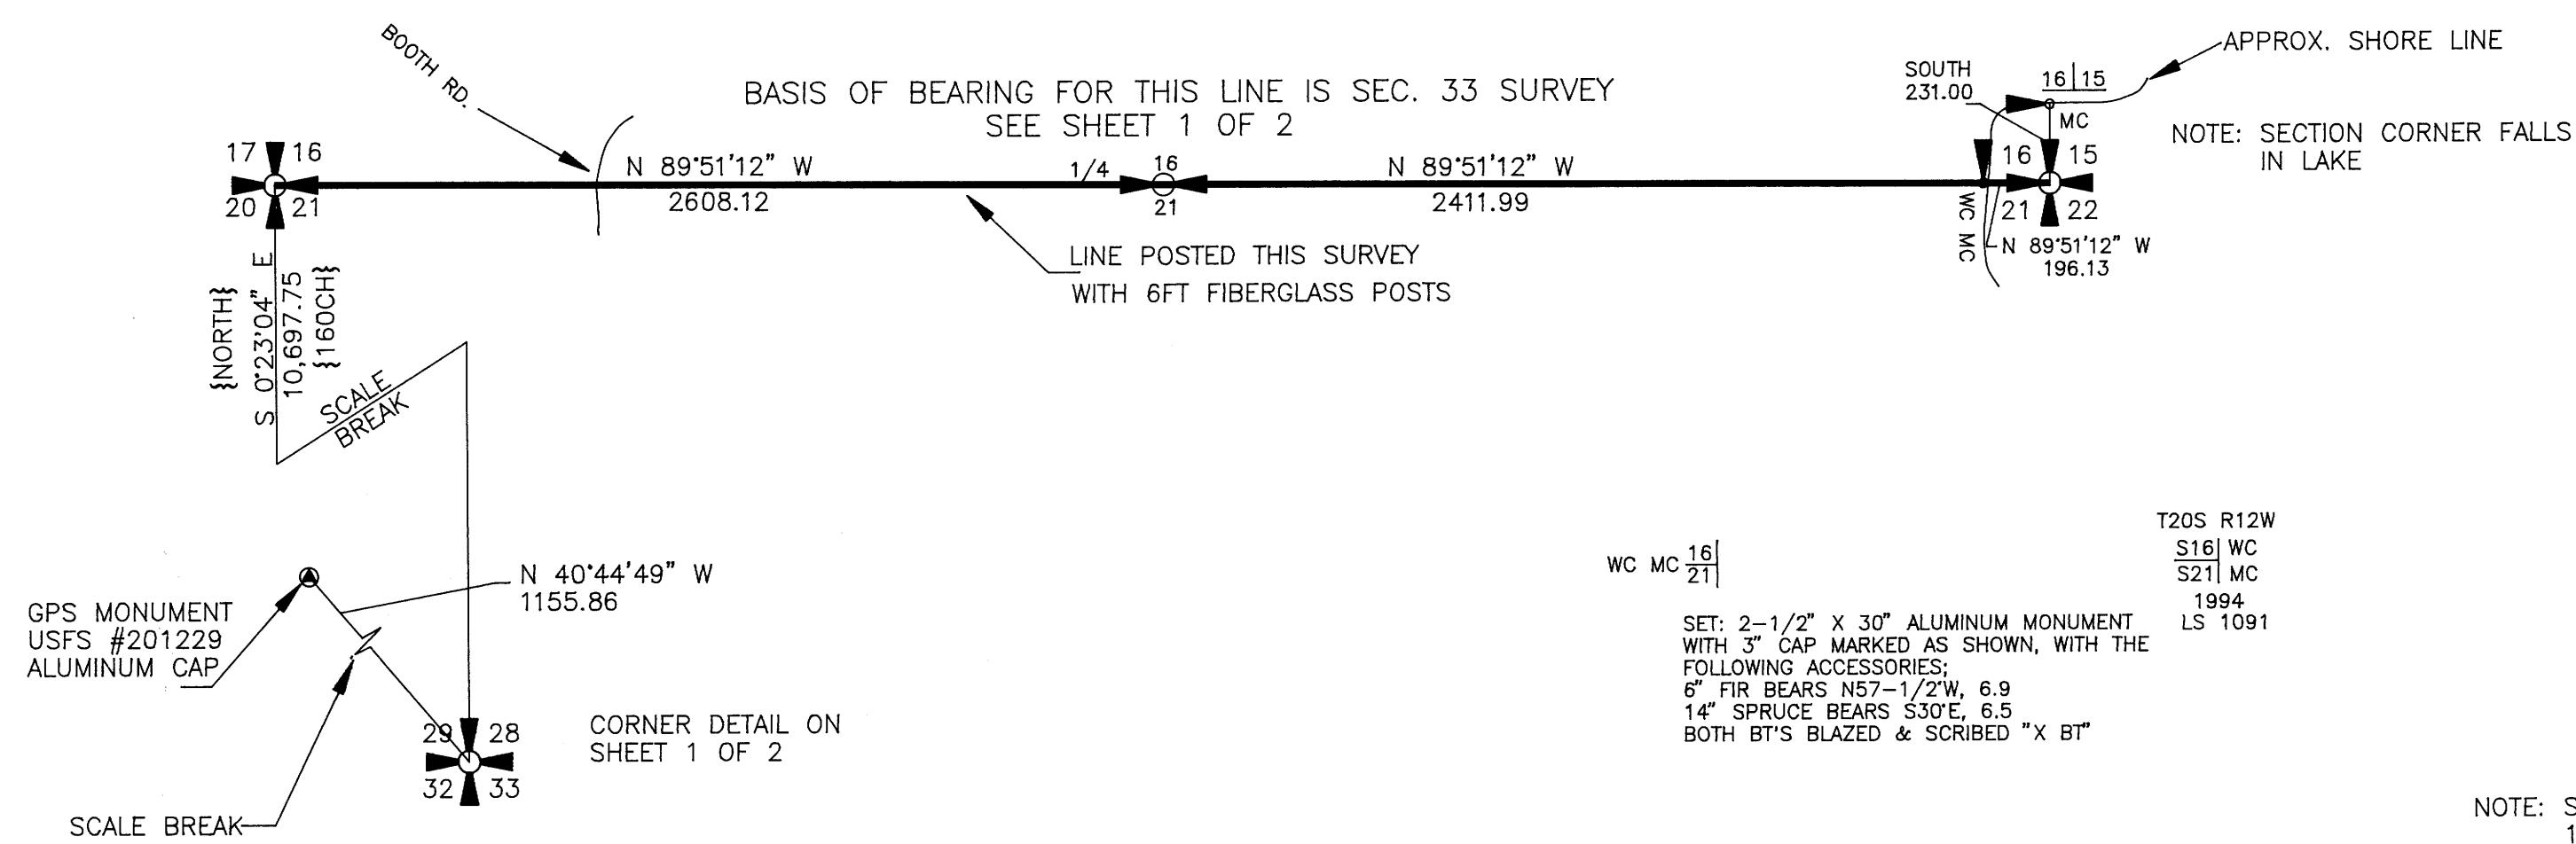 BOOTH RD.
BASIS OF BEARING FOR THIS LINE IS SEC. 33 SURVEY
SEE SHEET 1 OF 2
SOUTH
231.00
16|15
MC
APPROX. SHORE LINE
NOTE: SECTION CORNER FALLS
IN LAKE
17 16
20 21
N 89°51'12" W
2608.12
1/4
16
21
N 89°51'12" W
2411.99
16 15
21 22
WC MC
N 89°51'12" W
196.13
LINE POSTED THIS SURVEY
WITH 6FT FIBERGLASS POSTS
{NORTH}
S 0°23'04" E
10,697.75
{160CH}
SCALE
BREAK
GPS MONUMENT
USFS #201229
ALUMINUM CAP
N 40°44'49" W
1155.86
29 28
32 33
CORNER DETAIL ON
SHEET 1 OF 2
SCALE BREAK
WC MC 16
21
T20S R12W
S16| WC
S21| MC
1994
LS 1091
SET: 2-1/2" X 30" ALUMINUM MONUMENT
WITH 3" CAP MARKED AS SHOWN, WITH THE
FOLLOWING ACCESSORIES;
6" FIR BEARS N57-1/2°W, 6.9
14" SPRUCE BEARS S30°E, 6.5
BOTH BT'S BLAZED & SCRIBED "X BT"
NOTE: S
1